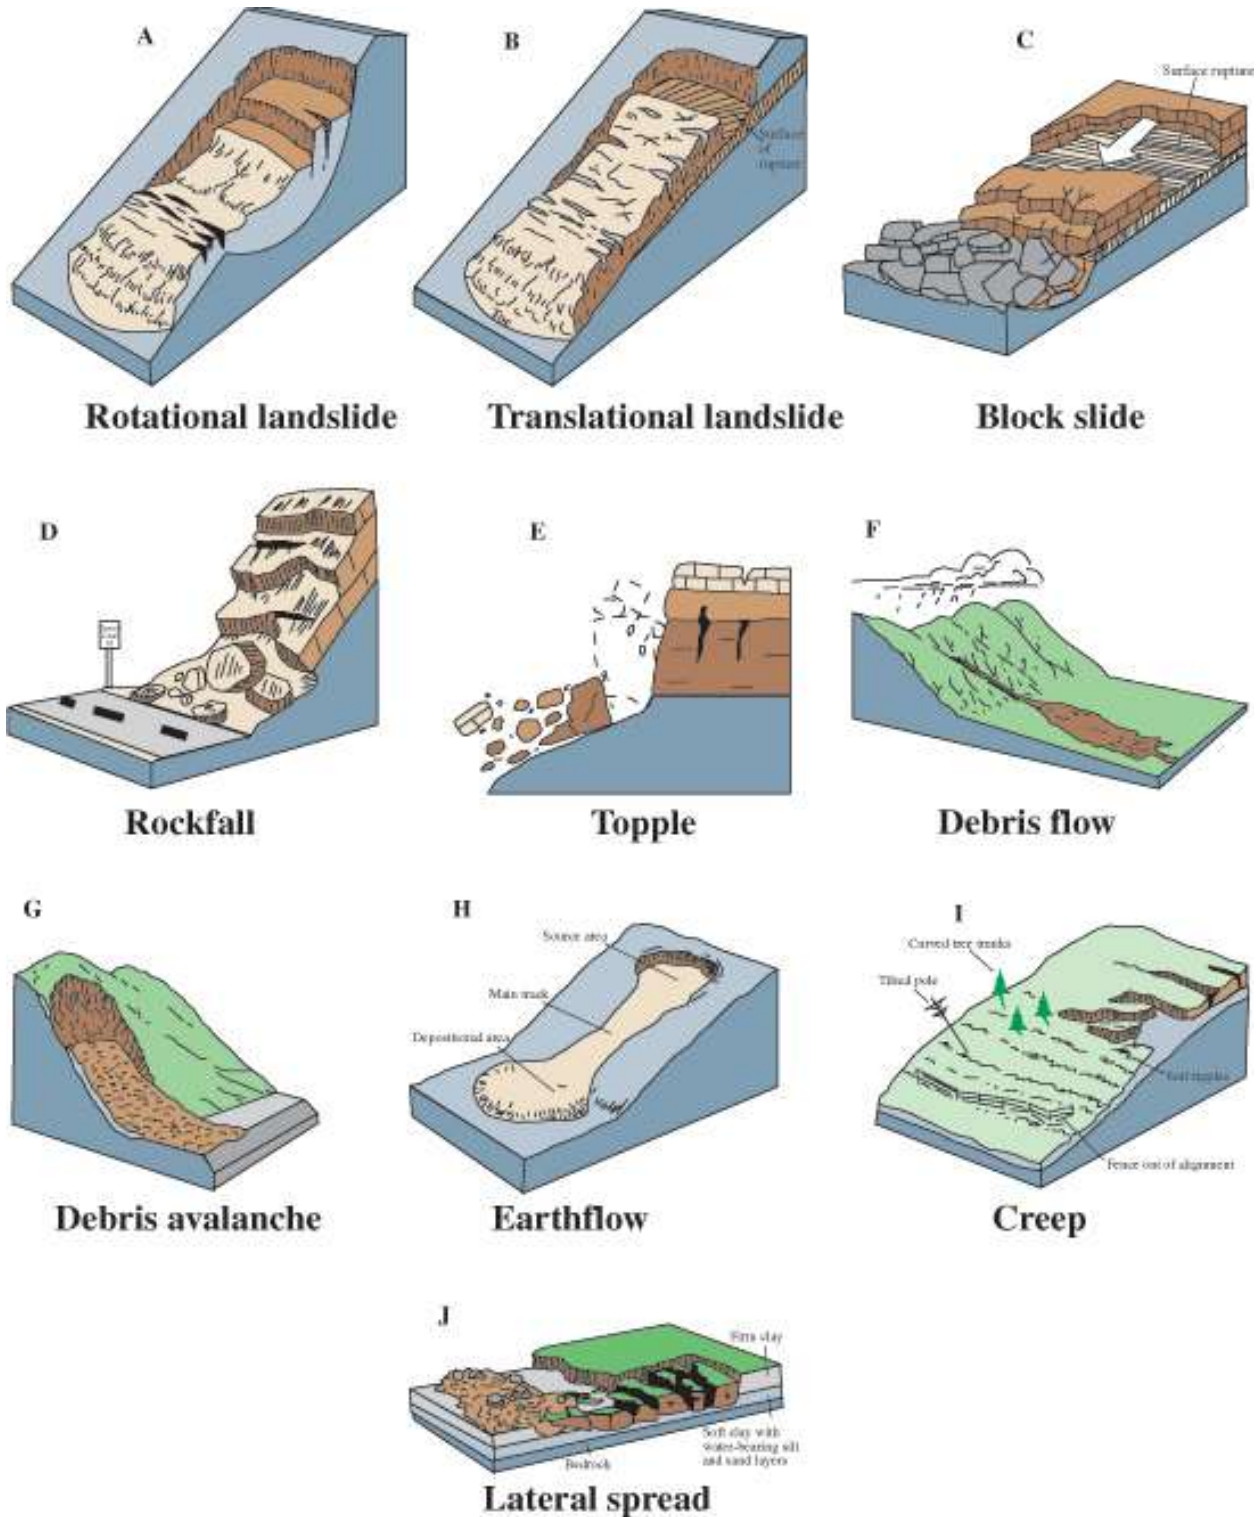 A
B
C
Surface rupture
Surface
of
rupture
Toe
Rotational landslide
Translational landslide
Block slide
D
E
F
Rockfall
Topple
Debris flow
G
H
I
Source area
Main track
Depositional area
Curved tree trunks
Tilted pole
Soil ripples
Fence out of alignment
Debris avalanche
Earthflow
Creep
J
Firm clay
Soft clay with
water-bearing silt
and sand layers
Bedrock
Lateral spread